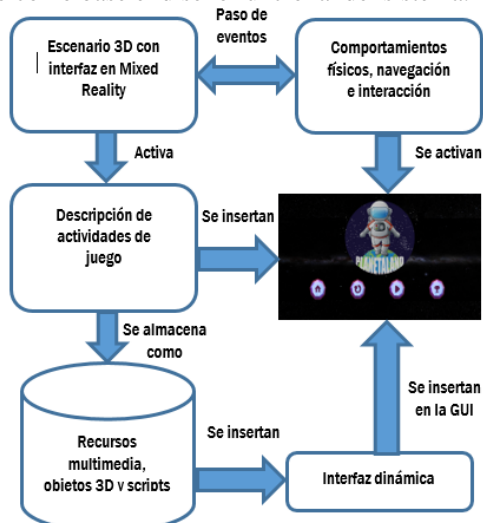 Paso de
eventos
Escenario 3D con
interfaz en Mixed
Reality
Comportamientos
físicos, navegación
e interacción
Activa
Se activan
Descripción de
actividades de
juego
Se insertan
PLANETALAND
Se almacena
como
Recursos
multimedia,
objetos 3D y scripts
Se insertan
Se insertan
en la GUI
Interfaz dinámica